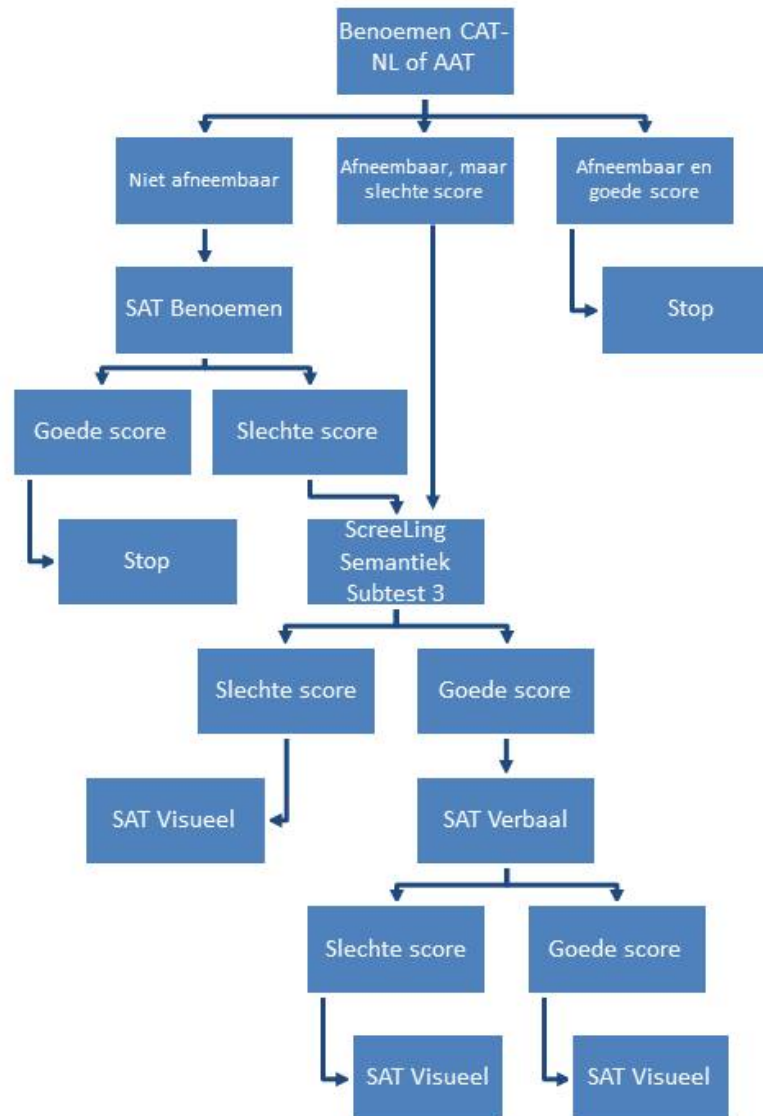 Benoemen CAT-
NL of AAT
Niet afneembaar
Afneembaar, maar
slechte score
Afneembaar en
goede score
SAT Benoemen
Stop
Goede score
Slechte score
Stop
ScreeLing
Semantiek
Subtest 3
Slechte score
Goede score
SAT Visueel
SAT Verbaal
Slechte score
Goede score
SAT Visueel
SAT Visueel